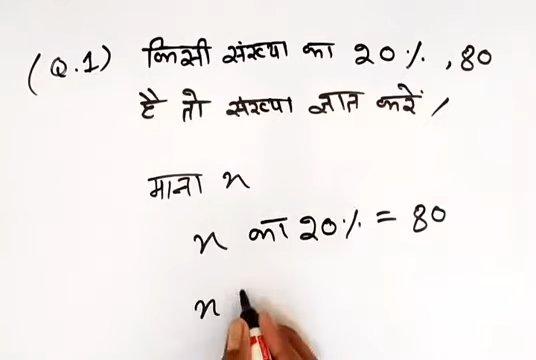 (Q.1) किसी संख्या का 20%, 80
है तो संख्या ज्ञात करें /
माना x
x का 20% = 80
x